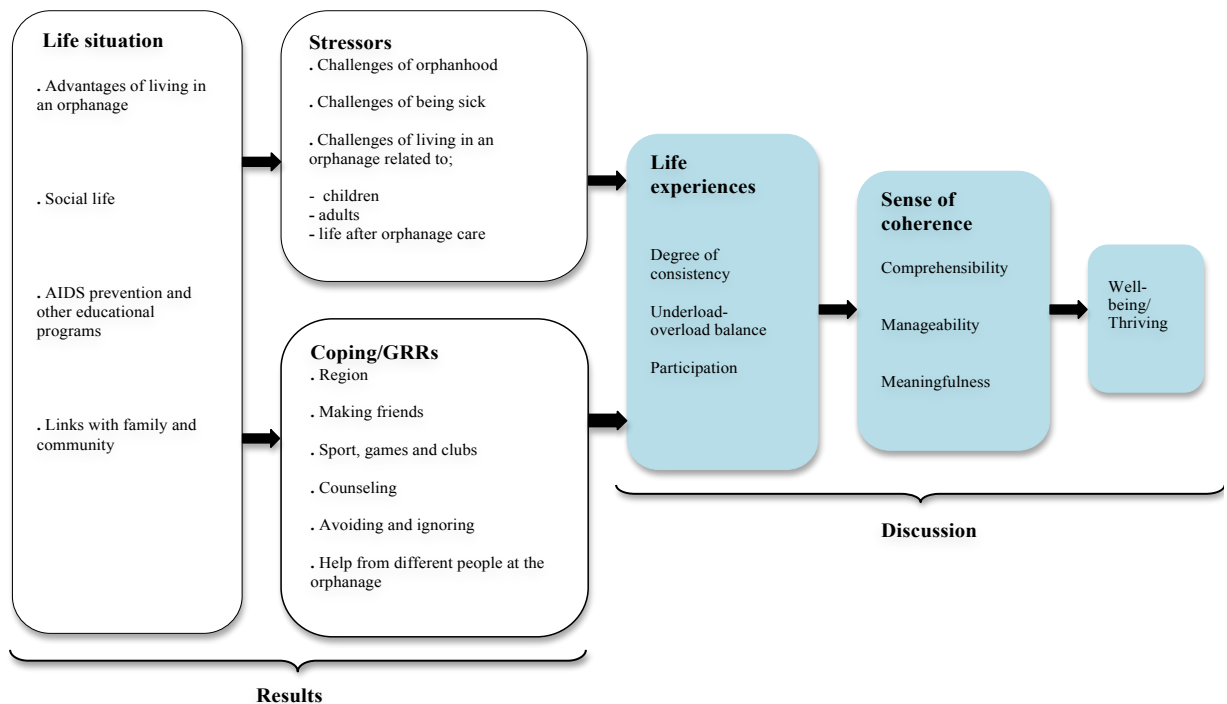 Life situation
. Advantages of living in
an orphanage
. Social life
. AIDS prevention and
other educational
programs
. Links with family and
community
Stressors
. Challenges of orphanhood
. Challenges of being sick
. Challenges of living in an
orphanage related to;
- children
- adults
- life after orphanage care
Coping/GRRs
. Region
. Making friends
. Sport, games and clubs
. Counseling
. Avoiding and ignoring
. Help from different people at the
orphanage
Results
Life
experiences
Degree of
consistency
Underload-
overload balance
Participation
Sense of
coherence
Comprehensibility
Manageability
Meaningfulness
Well-
being/
Thriving
Discussion